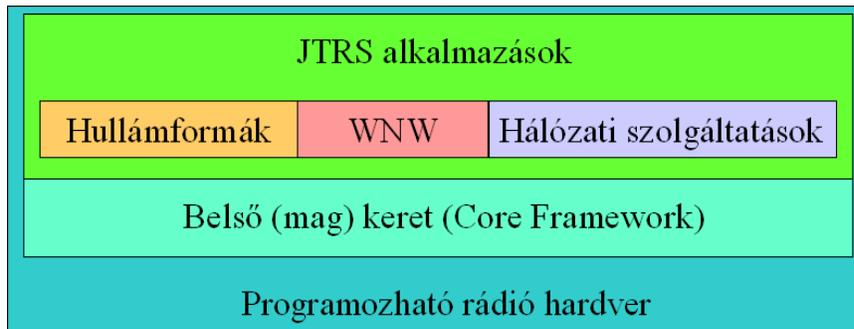 JTRS alkalmazások
Hullámformák WNW Hálózati szolgáltatások
Belső (mag) keret (Core Framework)
Programozható rádió hardver